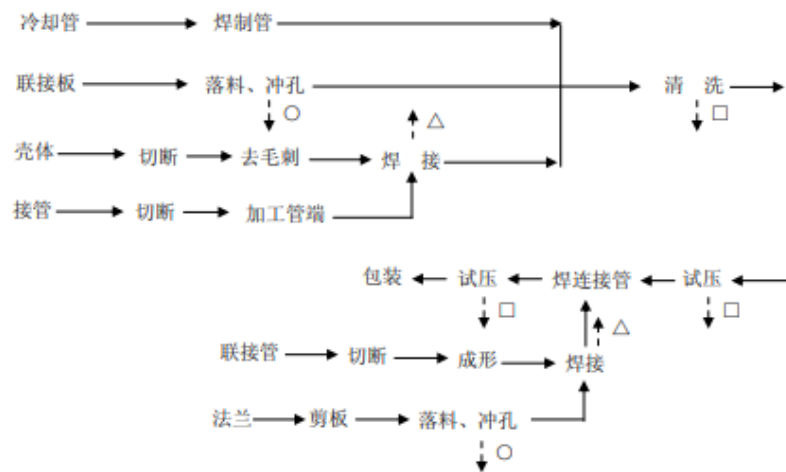 冷却管 焊制管
联接板 落料、冲孔 清 洗
○ △ □
壳体 切断 去毛刺 焊 接
接管 切断 加工管端
包装 试压 焊连接管 试压
□ △ □
联接管 切断 成形 焊接
法兰 剪板 落料、冲孔
○